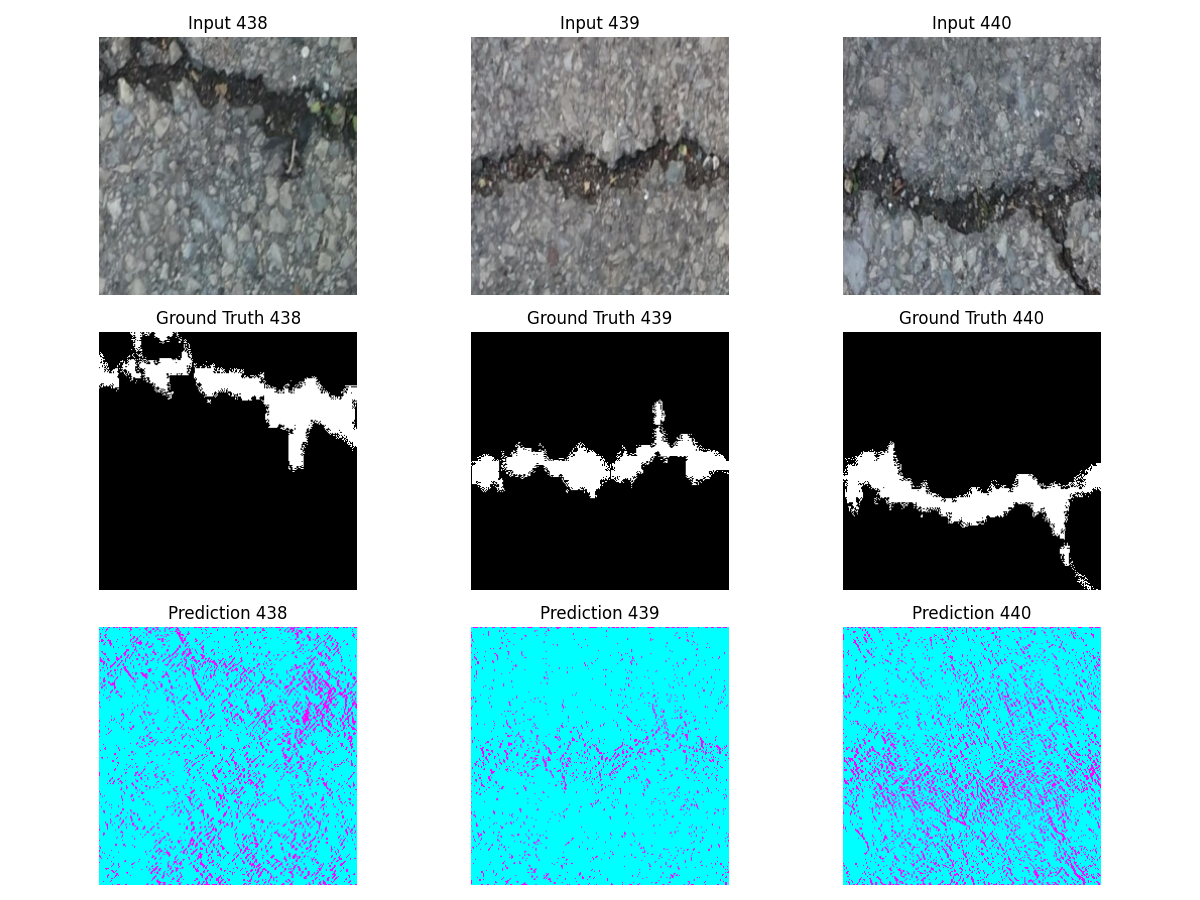 Input 438
Input 439
Input 440
Ground Truth 438
Ground Truth 439
Ground Truth 440
Prediction 438
Prediction 439
Prediction 440